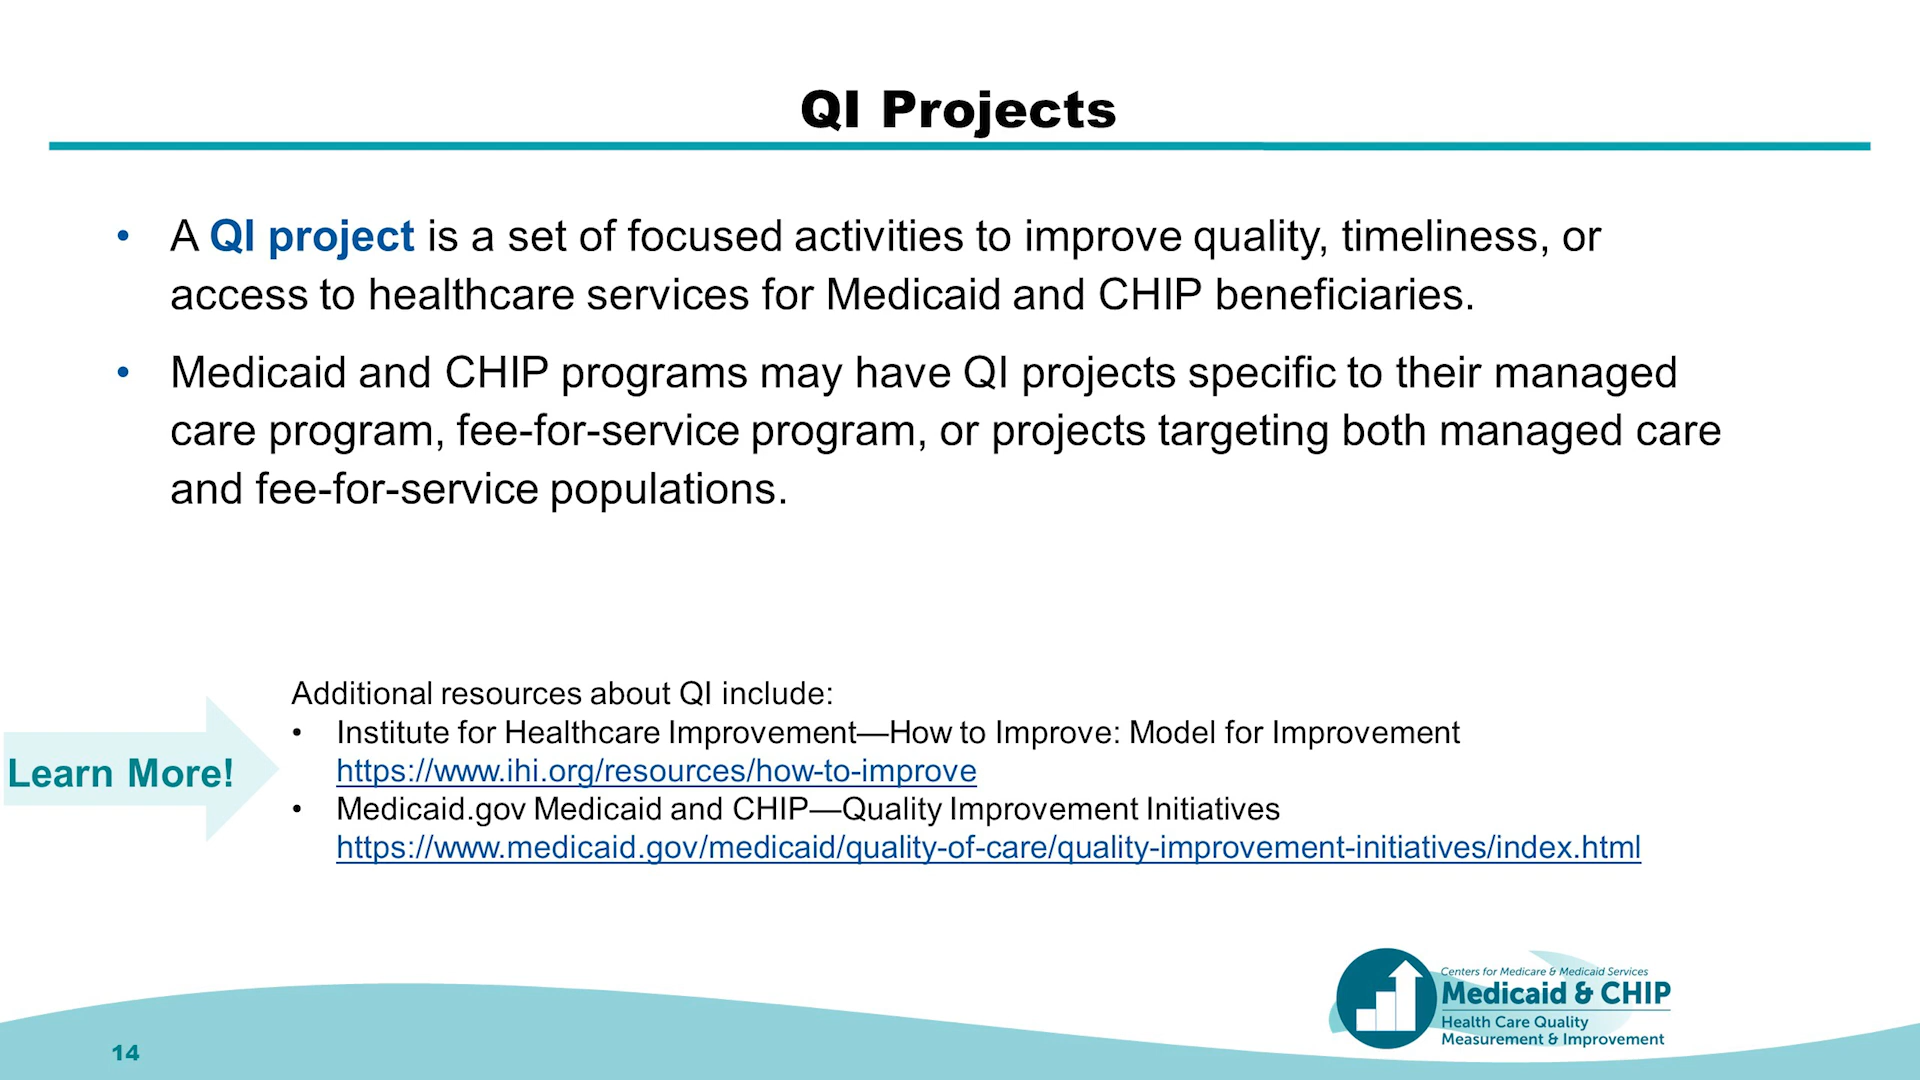 QI Projects
• A QI project is a set of focused activities to improve quality, timeliness, or
access to healthcare services for Medicaid and CHIP beneficiaries.
• Medicaid and CHIP programs may have QI projects specific to their managed
care program, fee-for-service program, or projects targeting both managed care
and fee-for-service populations.
Learn More!
Additional resources about QI include:
• Institute for Healthcare Improvement—How to Improve: Model for Improvement
https://www.ihi.org/resources/how-to-improve
• Medicaid.gov Medicaid and CHIP—Quality Improvement Initiatives
https://www.medicaid.gov/medicaid/quality-of-care/quality-improvement-initiatives/index.html
Centers for Medicare & Medicaid Services
Medicaid & CHIP
Health Care Quality
Measurement & Improvement
14